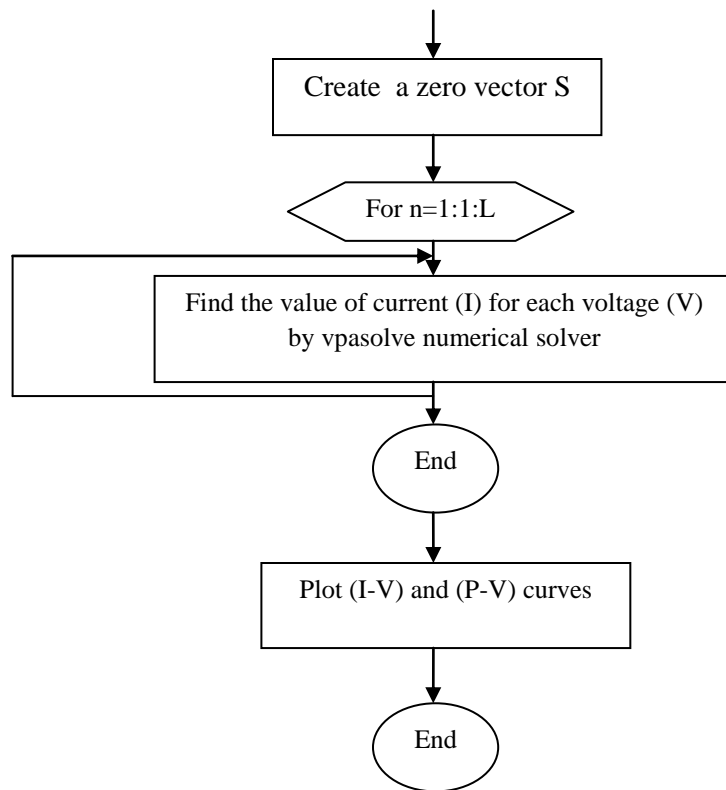 Create a zero vector S
For n=1:1:L
Find the value of current (I) for each voltage (V)
by vpasolve numerical solver
End
Plot (I-V) and (P-V) curves
End